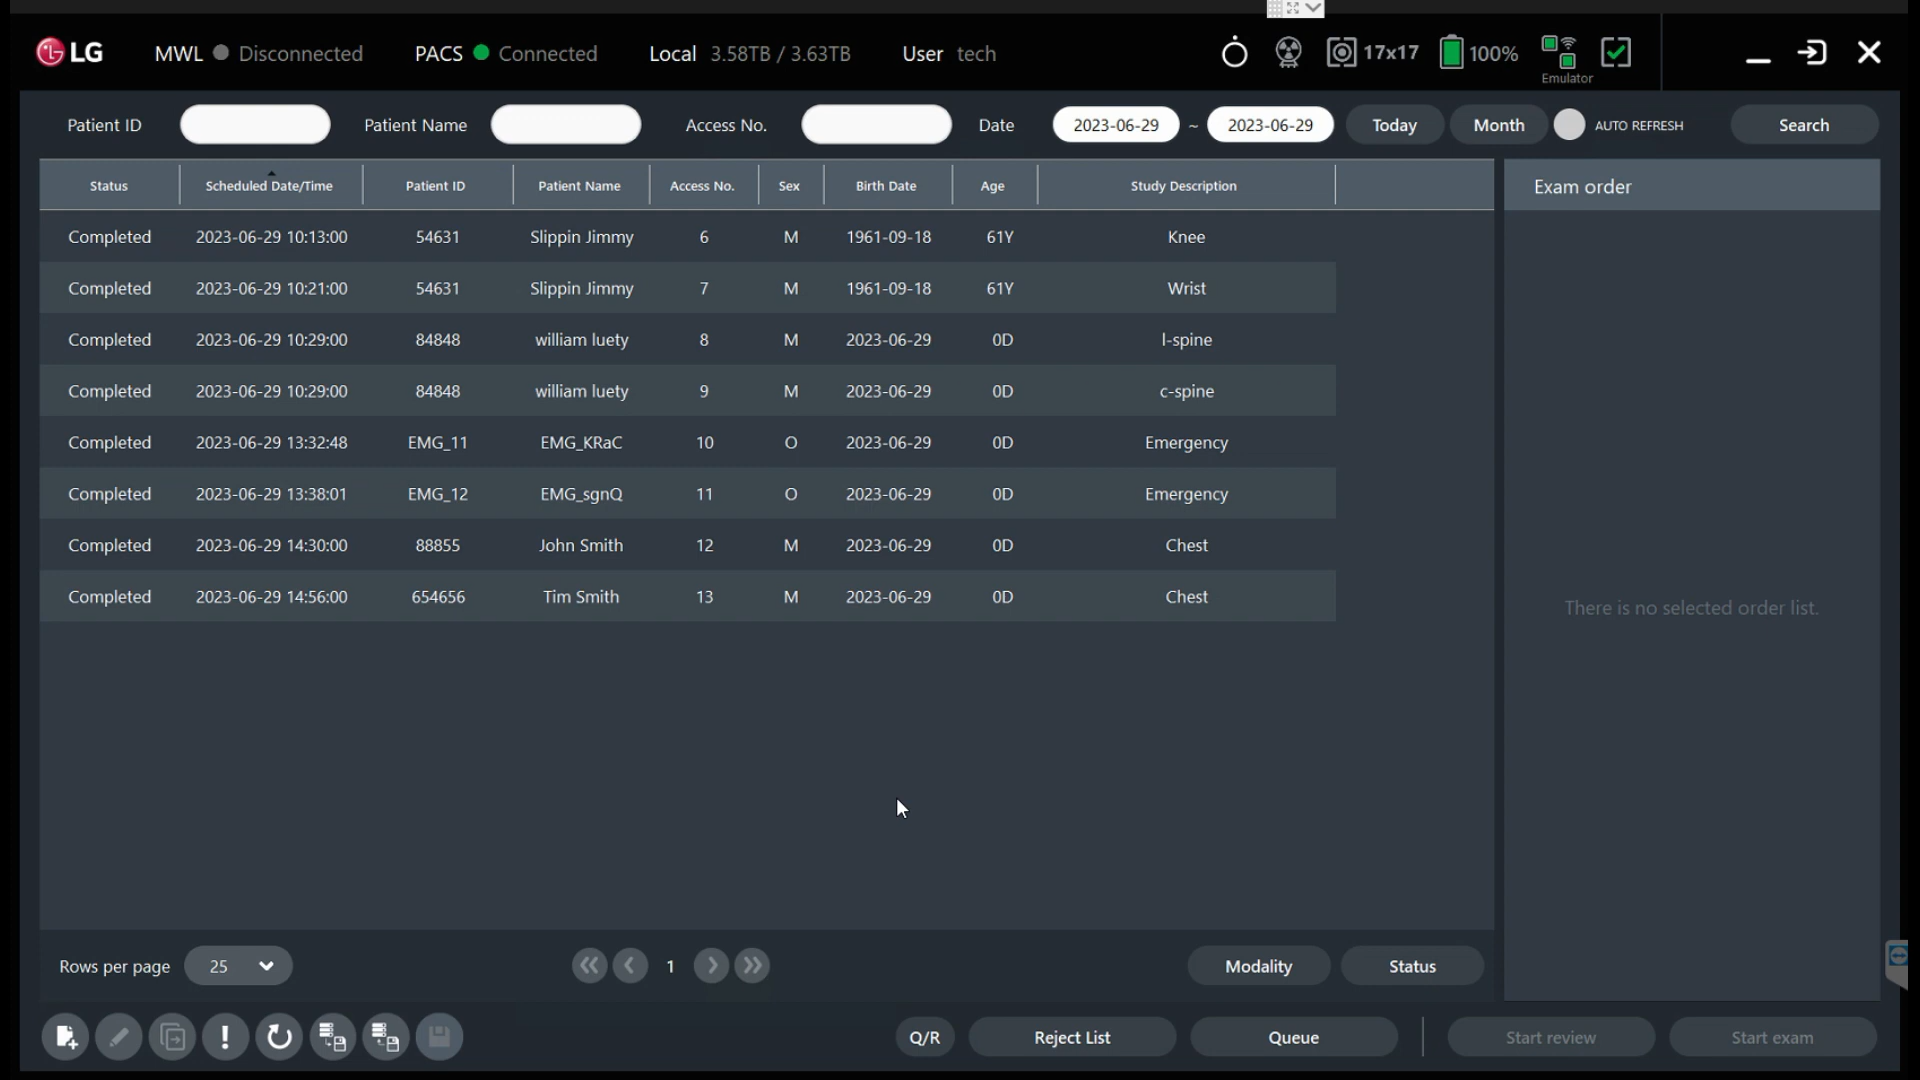 LG MWL Disconnected PACS Connected Local 3.58TB / 3.63TB User tech 17x17 100% Emulator
Patient ID Patient Name Access No. Date 2023-06-29 ~ 2023-06-29 Today Month AUTO REFRESH Search
Status Scheduled Date/Time Patient ID Patient Name Access No. Sex Birth Date Age Study Description Exam order
Completed 2023-06-29 10:13:00 54631 Slippin Jimmy 6 M 1961-09-18 61Y Knee
Completed 2023-06-29 10:21:00 54631 Slippin Jimmy 7 M 1961-09-18 61Y Wrist
Completed 2023-06-29 10:29:00 84848 william luety 8 M 2023-06-29 0D l-spine
Completed 2023-06-29 10:29:00 84848 william luety 9 M 2023-06-29 0D c-spine
Completed 2023-06-29 13:32:48 EMG_11 EMG_KRaC 10 O 2023-06-29 0D Emergency
Completed 2023-06-29 13:38:01 EMG_12 EMG_sgnQ 11 O 2023-06-29 0D Emergency
Completed 2023-06-29 14:30:00 88855 John Smith 12 M 2023-06-29 0D Chest
Completed 2023-06-29 14:56:00 654656 Tim Smith 13 M 2023-06-29 0D Chest
There is no selected order list.
Rows per page 25 1 Modality Status
Q/R Reject List Queue Start review Start exam